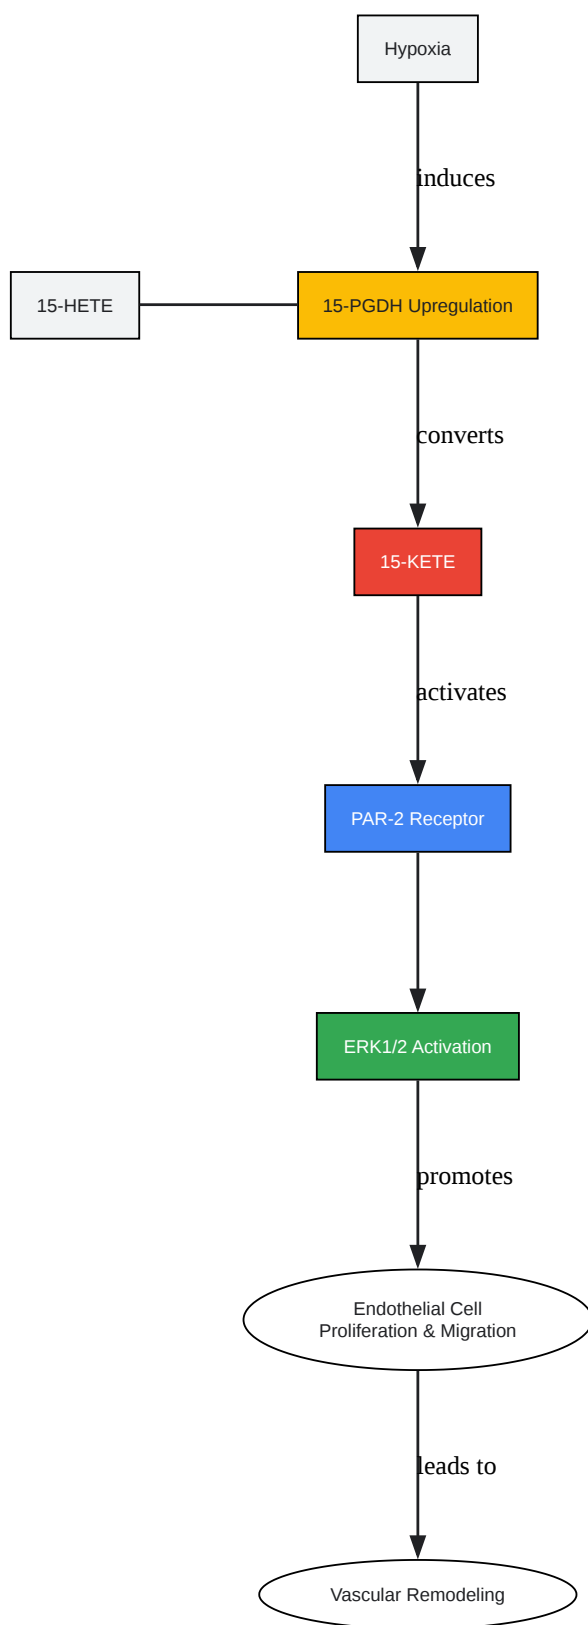 Hypoxia
induces
15-HETE
15-PGDH Upregulation
converts
15-KETE
activates
PAR-2 Receptor
ERK1/2 Activation
promotes
Endothelial Cell
Proliferation & Migration
leads to
Vascular Remodeling